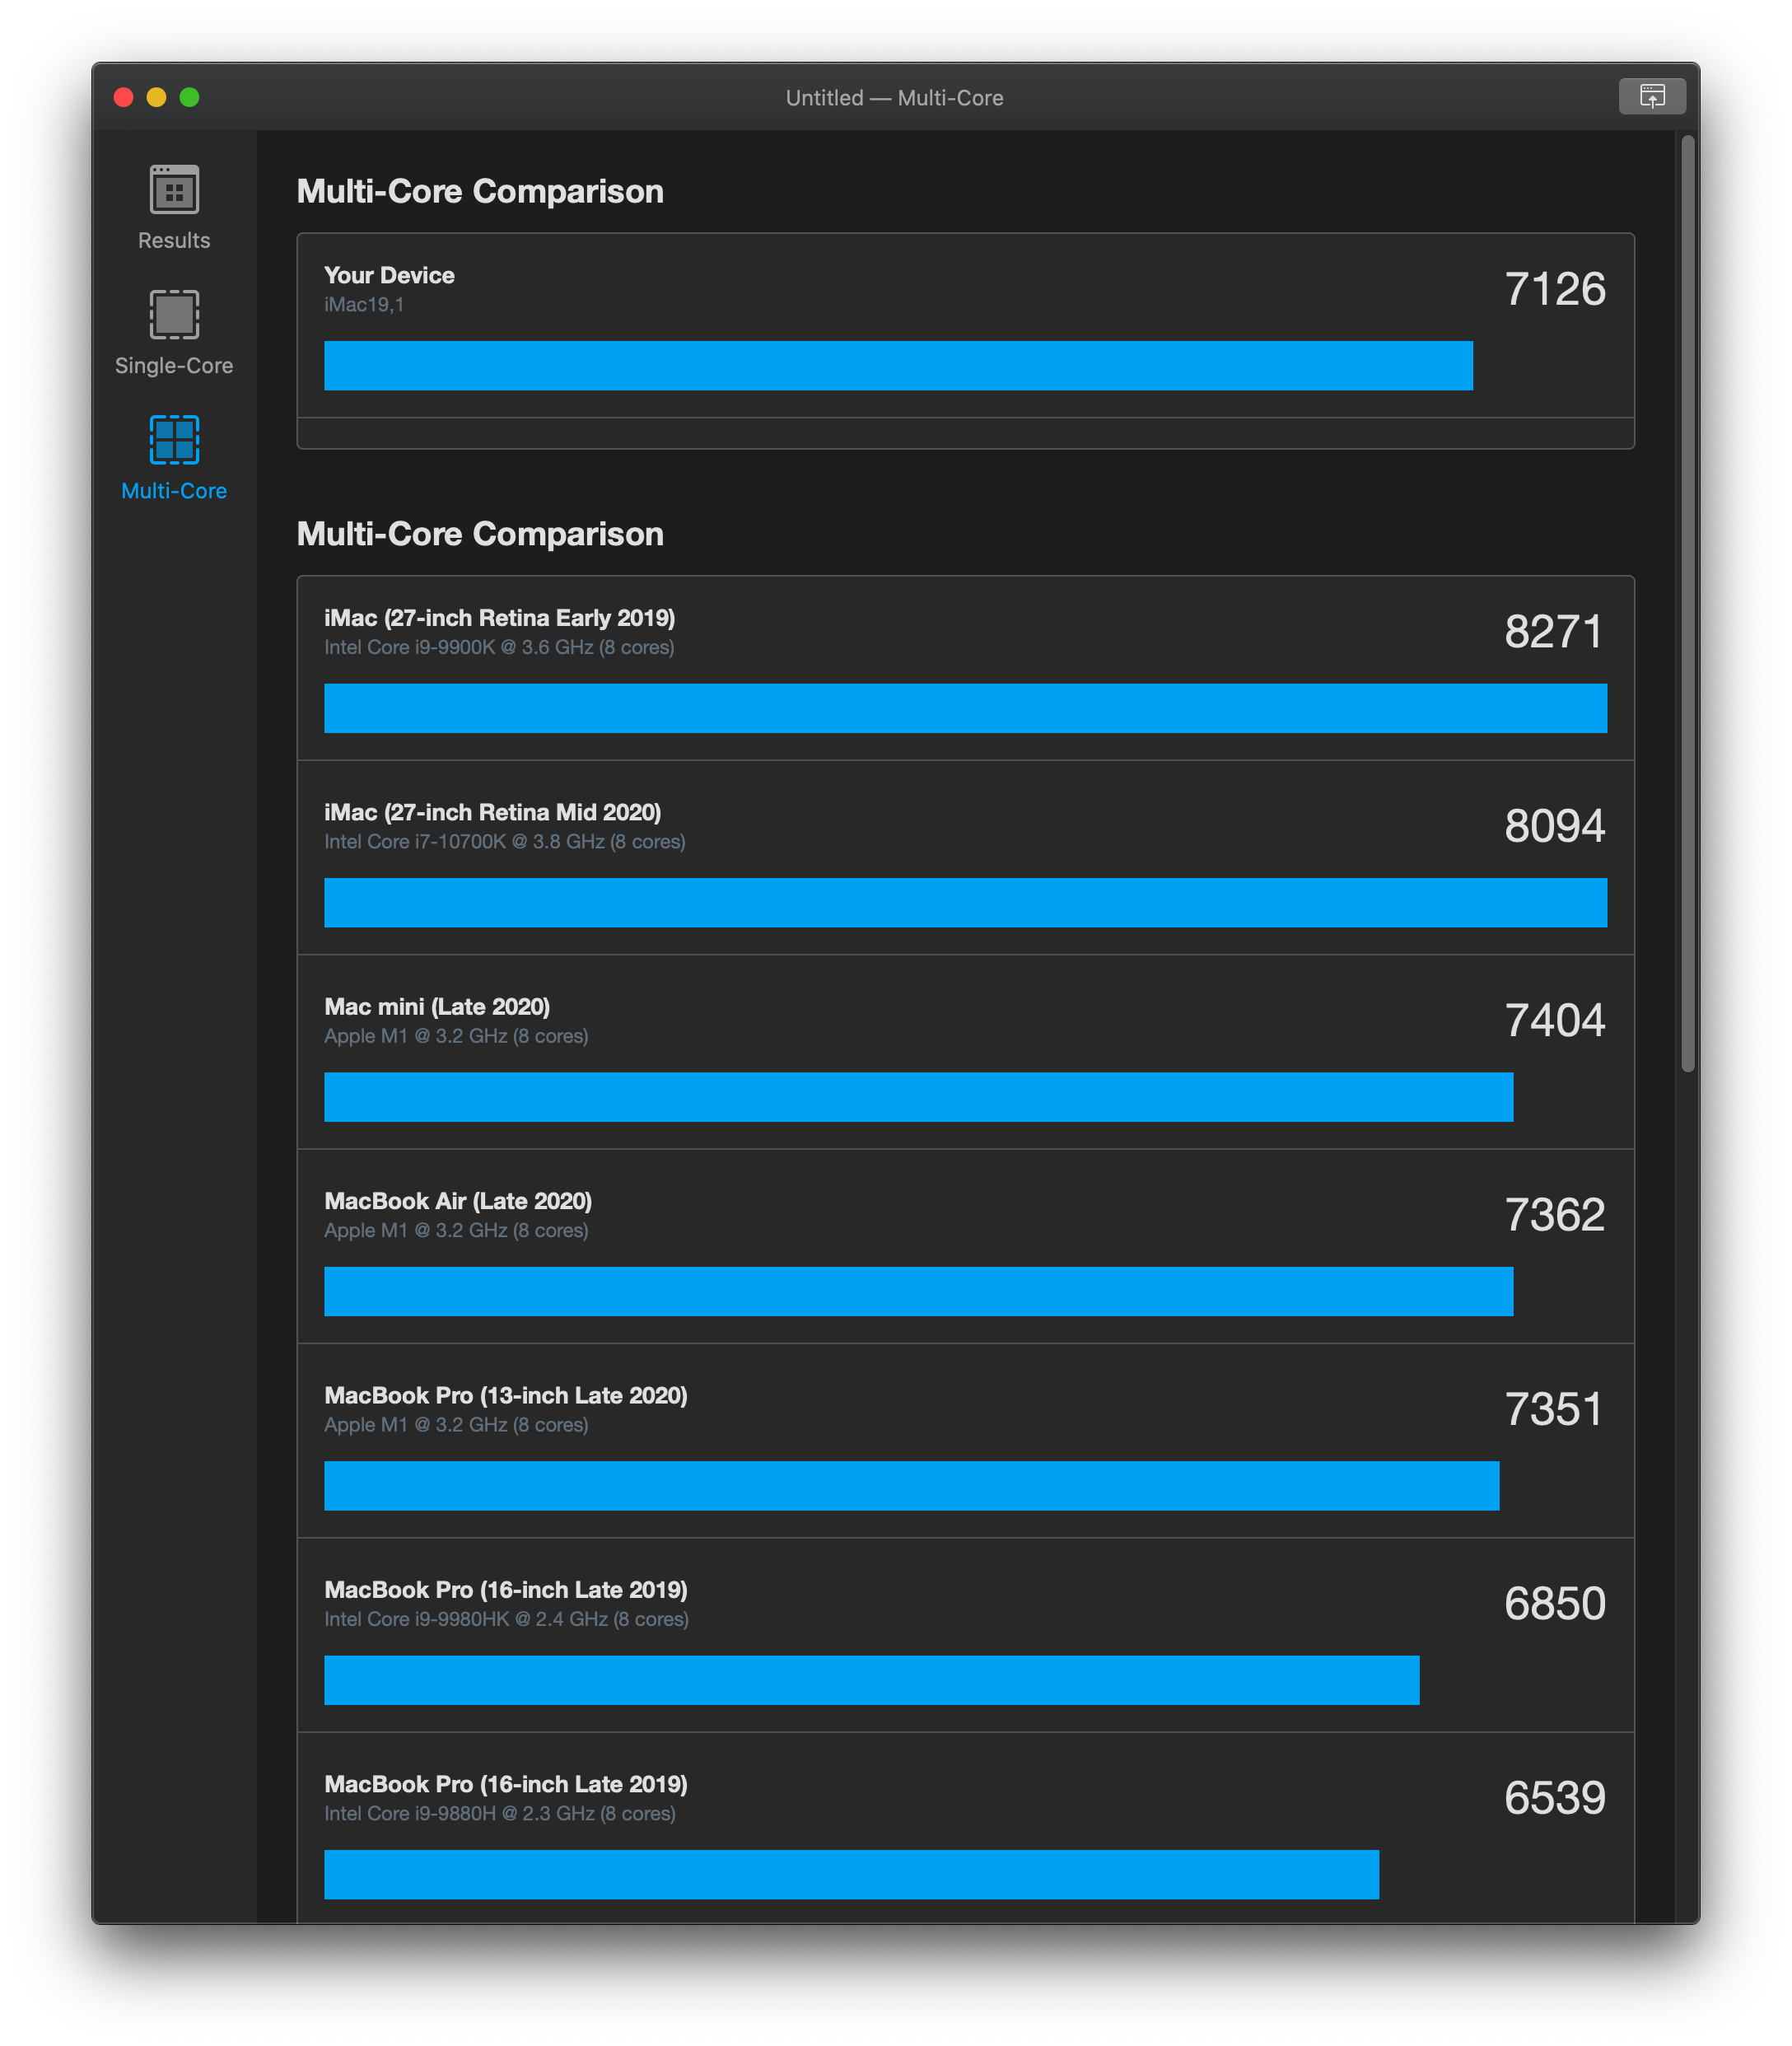 Untitled — Multi-Core
Results
Single-Core
Multi-Core
Multi-Core Comparison
Your Device
iMac19,1
7126
Multi-Core Comparison
iMac (27-inch Retina Early 2019)
Intel Core i9-9900K @ 3.6 GHz (8 cores)
8271
iMac (27-inch Retina Mid 2020)
Intel Core i7-10700K @ 3.8 GHz (8 cores)
8094
Mac mini (Late 2020)
Apple M1 @ 3.2 GHz (8 cores)
7404
MacBook Air (Late 2020)
Apple M1 @ 3.2 GHz (8 cores)
7362
MacBook Pro (13-inch Late 2020)
Apple M1 @ 3.2 GHz (8 cores)
7351
MacBook Pro (16-inch Late 2019)
Intel Core i9-9980HK @ 2.4 GHz (8 cores)
6850
MacBook Pro (16-inch Late 2019)
Intel Core i9-9880H @ 2.3 GHz (8 cores)
6539